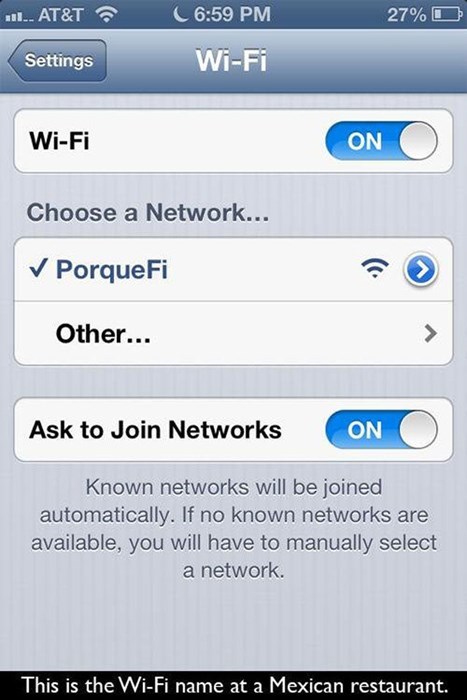 AT&T 6:59 PM 27%
Settings Wi-Fi
Wi-Fi ON
Choose a Network...
PorqueFi
Other...
Ask to Join Networks ON
Known networks will be joined
automatically. If no known networks are
available, you will have to manually select
a network.
This is the Wi-Fi name at a Mexican restaurant.